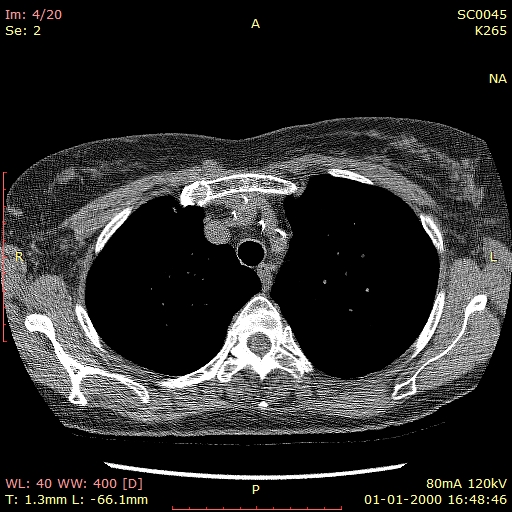 Im: 4/20
Se: 2
A
SC0045
K265
NA
R
L
WL: 40 WW: 400 [D]
T: 1.3mm L: -66.1mm
P
80mA 120kV
01-01-2000 16:48:46